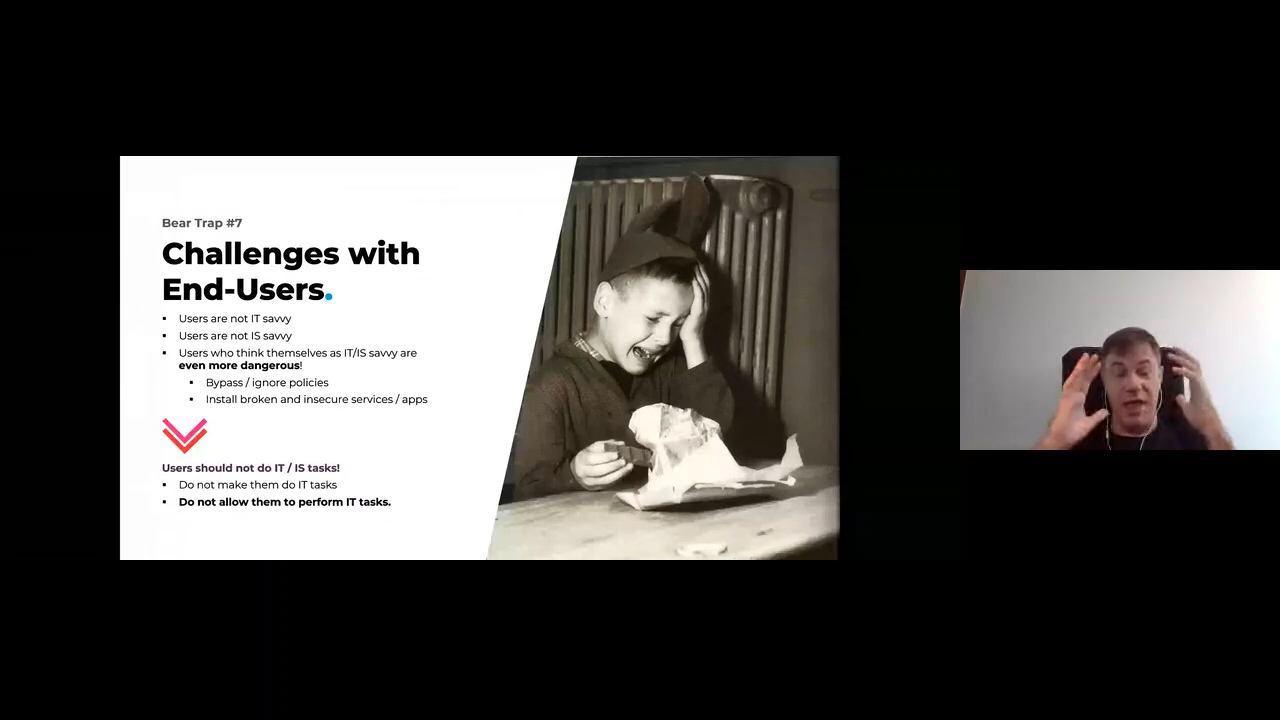 Bear Trap #7
Challenges with
End-Users.
▪ Users are not IT savvy
▪ Users are not IS savvy
▪ Users who think themselves as IT/IS savvy are
even more dangerous!
▪ Bypass / ignore policies
▪ Install broken and insecure services / apps
Users should not do IT / IS tasks!
▪ Do not make them do IT tasks
▪ Do not allow them to perform IT tasks.